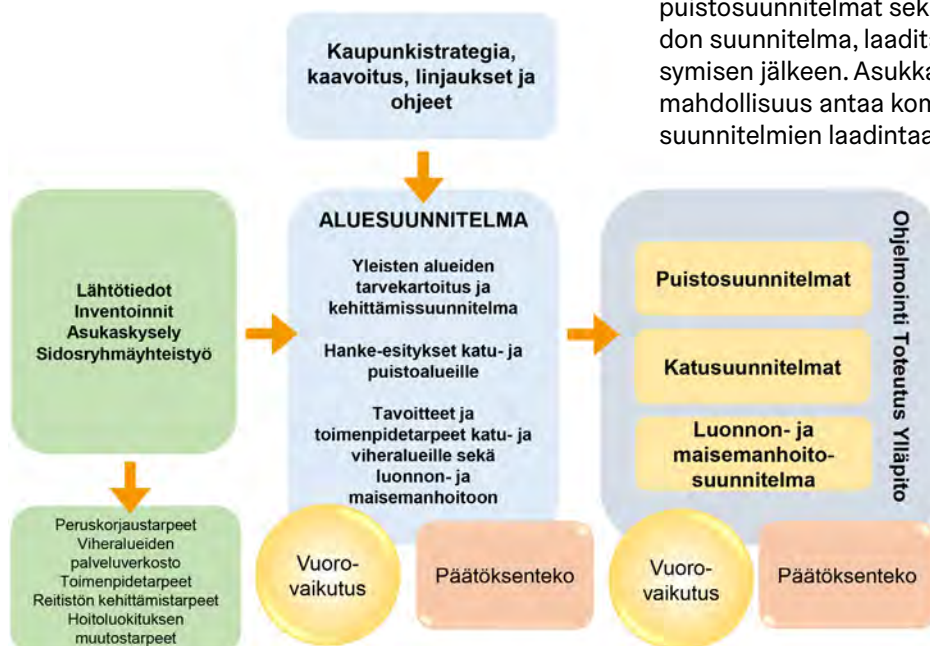 puistosuunnitelmat sek
don suunnitelma, laadit
symisen jälkeen. Asukka
mahdollisuus antaa kom
suunnitelmien laadintaa
Kaupunkistrategia,
kaavoitus, linjaukset ja
ohjeet
Lähtötiedot
Inventoinnit
Asukaskysely
Sidosryhmäyhteistyö
ALUESUUNNITELMA
Yleisten alueiden
tarvekartoitus ja
kehittämissuunnitelma
Hanke-esitykset katu- ja
puistoalueille
Tavoitteet ja
toimenpidetarpeet katu- ja
viheralueille sekä
luonnon- ja
maisemanhoitoon
Puistosuunnitelmat
Katusuunnitelmat
Luonnon- ja
maisemanhoito-
suunnitelma
Ohjelmointi Toteutus Ylläpito
Peruskorjaustarpeet
Viheralueiden
palveluverkosto
Toimenpidetarpeet
Reitistön kehittämistarpeet
Hoitoluokituksen
muutostarpeet
Vuoro-
vaikutus
Päätöksenteko
Vuoro-
vaikutus
Päätöksenteko